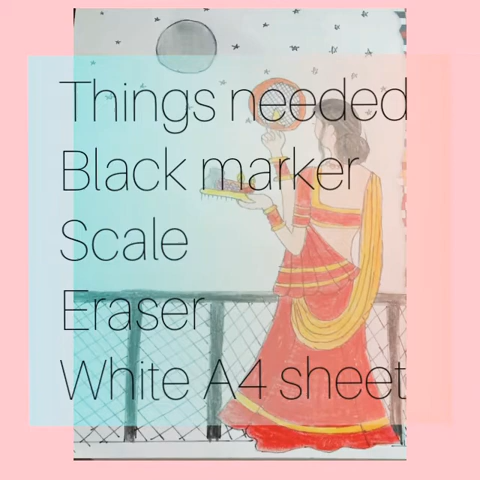 Things needed
Black marker
Scale
Eraser
White A4 sheet